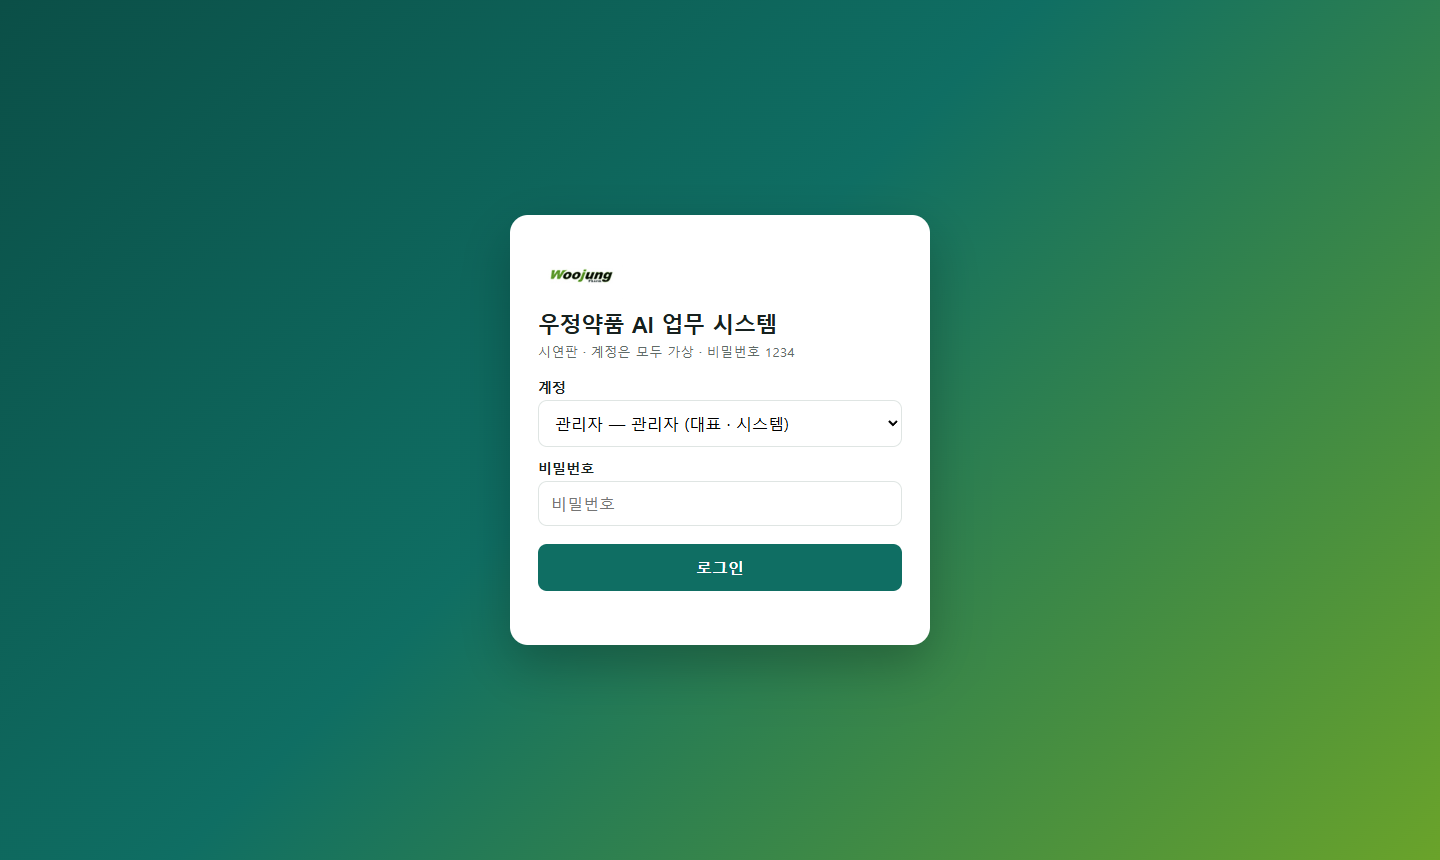 Woojung
우정약품 AI 업무 시스템
시연판 · 계정은 모두 가상 · 비밀번호 1234
계정
관리자 — 관리자 (대표 · 시스템)
비밀번호
비밀번호
로그인